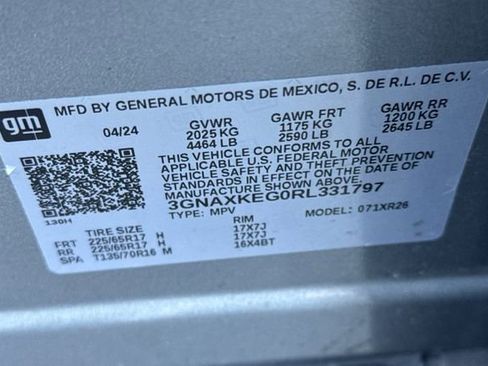 gm
MFD BY GENERAL MOTORS DE MEXICO, S. DE R.L. DE C.V.
04/24 GVWR GAWR FRT GAWR RR
2025 KG 1175 KG 1200 KG
4464 LB 2590 LB 2645 LB
THIS VEHICLE CONFORMS TO ALL
APPLICABLE U.S. FEDERAL MOTOR
VEHICLE SAFETY AND THEFT PREVENTION
STANDARDS IN EFFECT ON THE DATE OF
MANUFACTURE SHOWN ABOVE.
3GNAXKEG0RL331797
TYPE: MPV MODEL: 071XR26
130H
TIRE SIZE RIM
FRT 225/65R17 H 17X7J
RR 225/65R17 H 17X7J
SPA T135/70R16 M 16X4BT